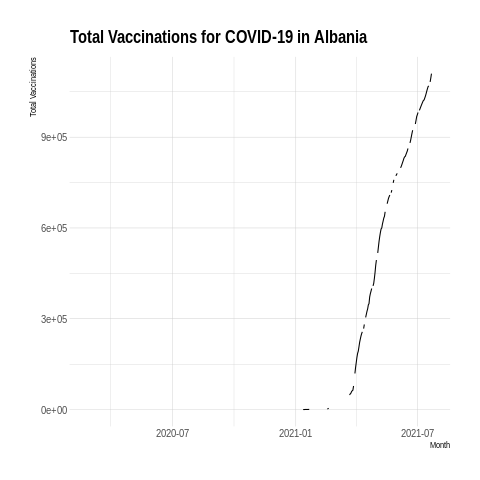 Total Vaccinations for COVID-19 in Albania
Total Vaccinations
9e+05
6e+05
3e+05
0e+00
2020-07
2021-01
2021-07
Month